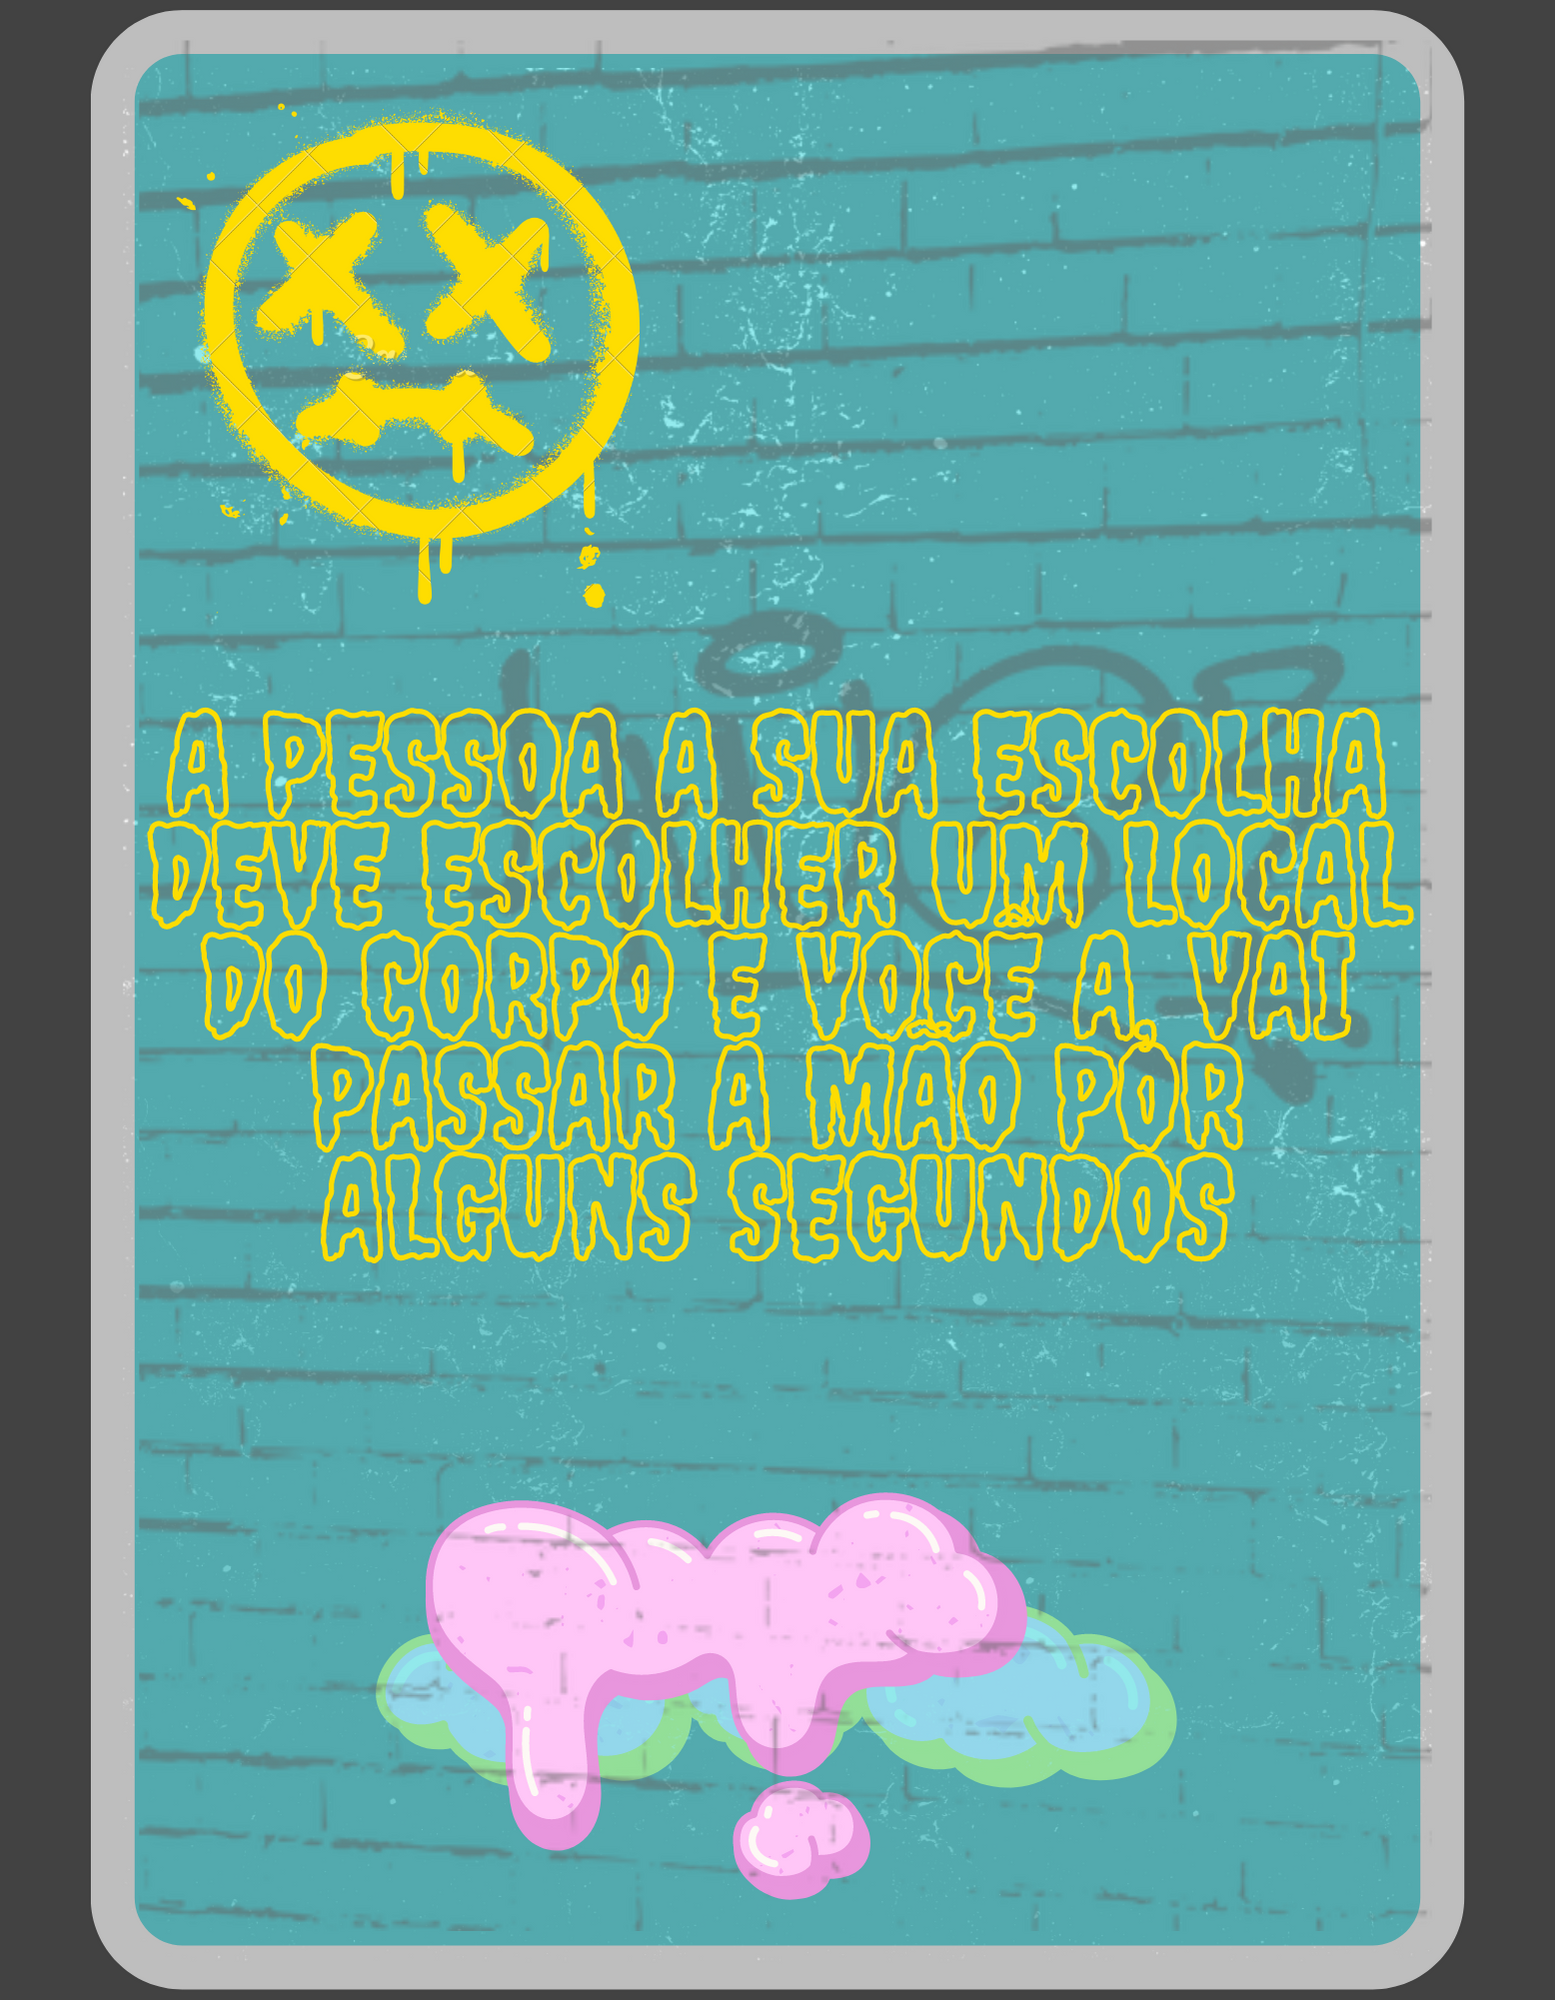 A PESSOA A SUA ESCOLHA
DEVE ESCOLHER UM LOCAL
DO CORPO E VOCÊ A, VAI
PASSAR A MÃO POR
ALGUNS SEGUNDOS